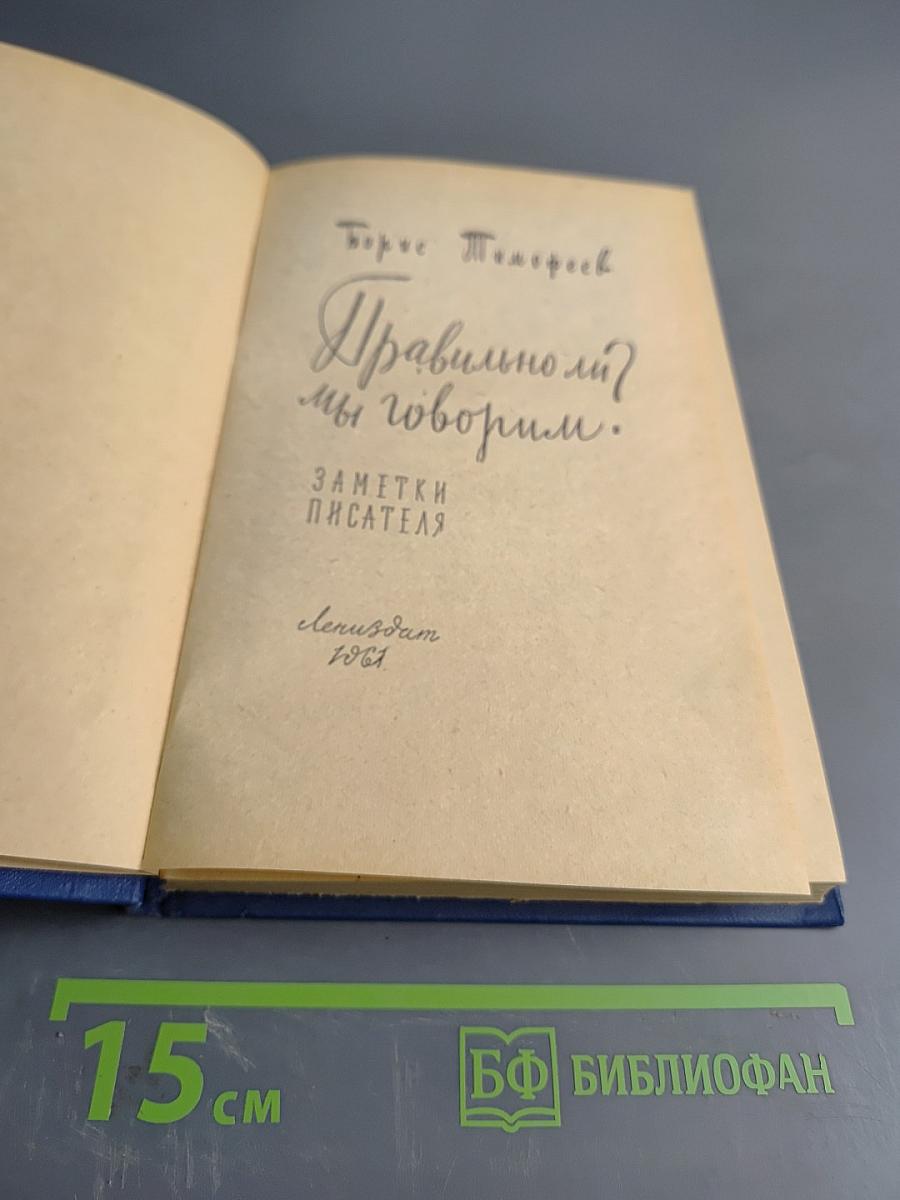 Борис Тимофеев
Правильно ли
мы говорим?
ЗАМЕТКИ
ПИСАТЕЛЯ
Лениздат
1961
15 см
БФ БИБЛИОФАН